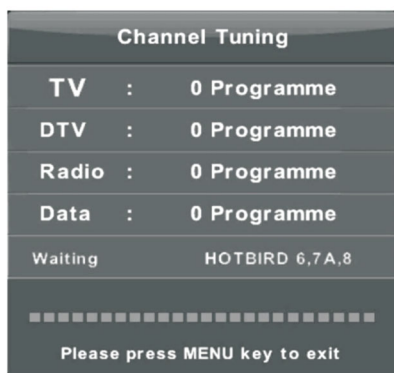 Channel Tuning
TV : 0 Programme
DTV : 0 Programme
Radio : 0 Programme
Data : 0 Programme
Waiting HOTBIRD 6,7A,8
Please press MENU key to exit